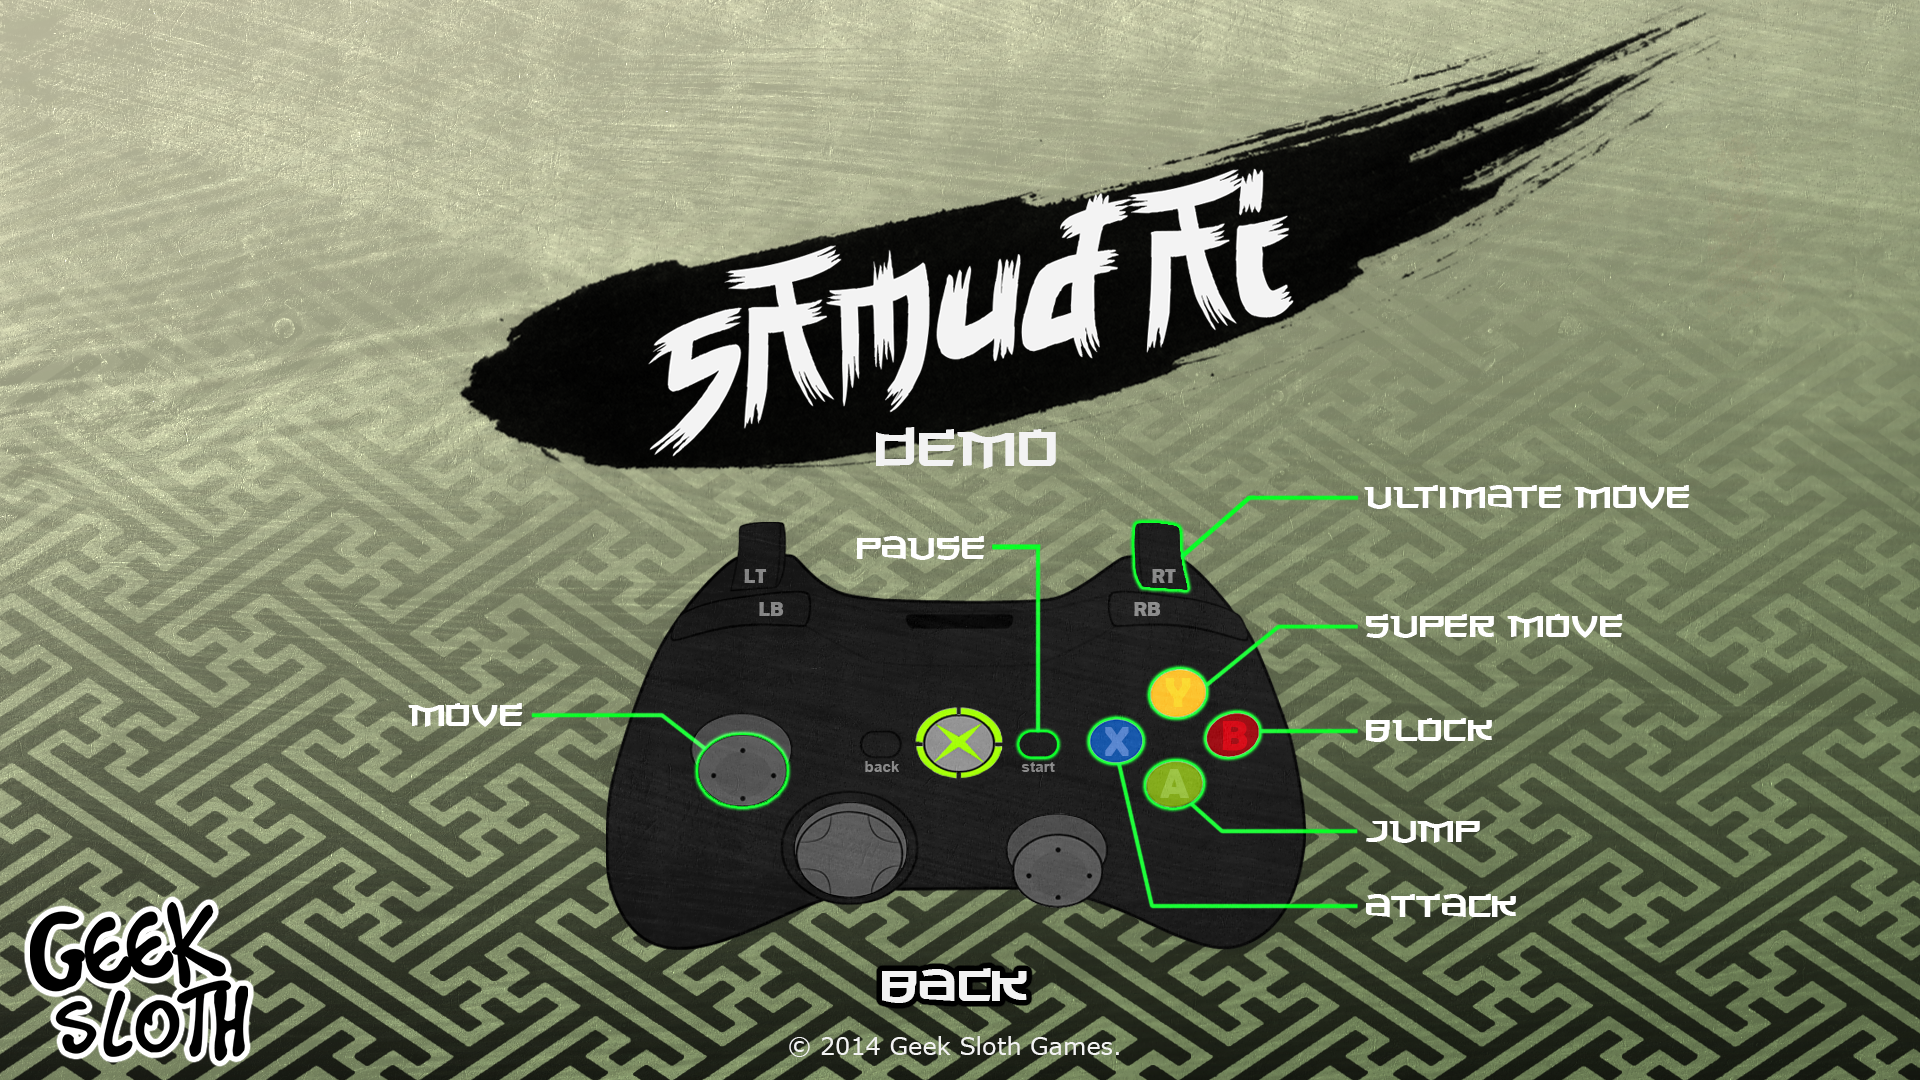 SAMUdAi
DEMO
ULTIMATE MOVE
PAUSE
LT
RT
LB
RB
SUPER MOVE
Y
MOVE
BLOCK
X
B
back
start
A
JUMP
ATTACK
GEEK
SLOTH
BACK
© 2014 Geek Sloth Games.